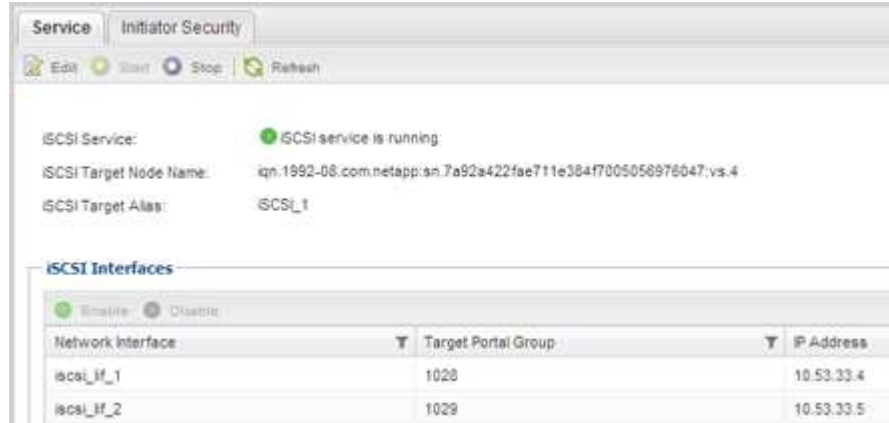 Service Initiator Security
Edit Start Stop Refresh
iSCSI Service: iSCSI service is running
iSCSI Target Node Name: iqn.1992-08.com.netapp:sn.7a92a422fae711e384f7005056976047:vs.4
iSCSI Target Alias: iSCSI_1
iSCSI Interfaces
Enable Disable
Network Interface Target Portal Group IP Address
iscsi_lif_1 1028 10.53.33.4
iscsi_lif_2 1029 10.53.33.5